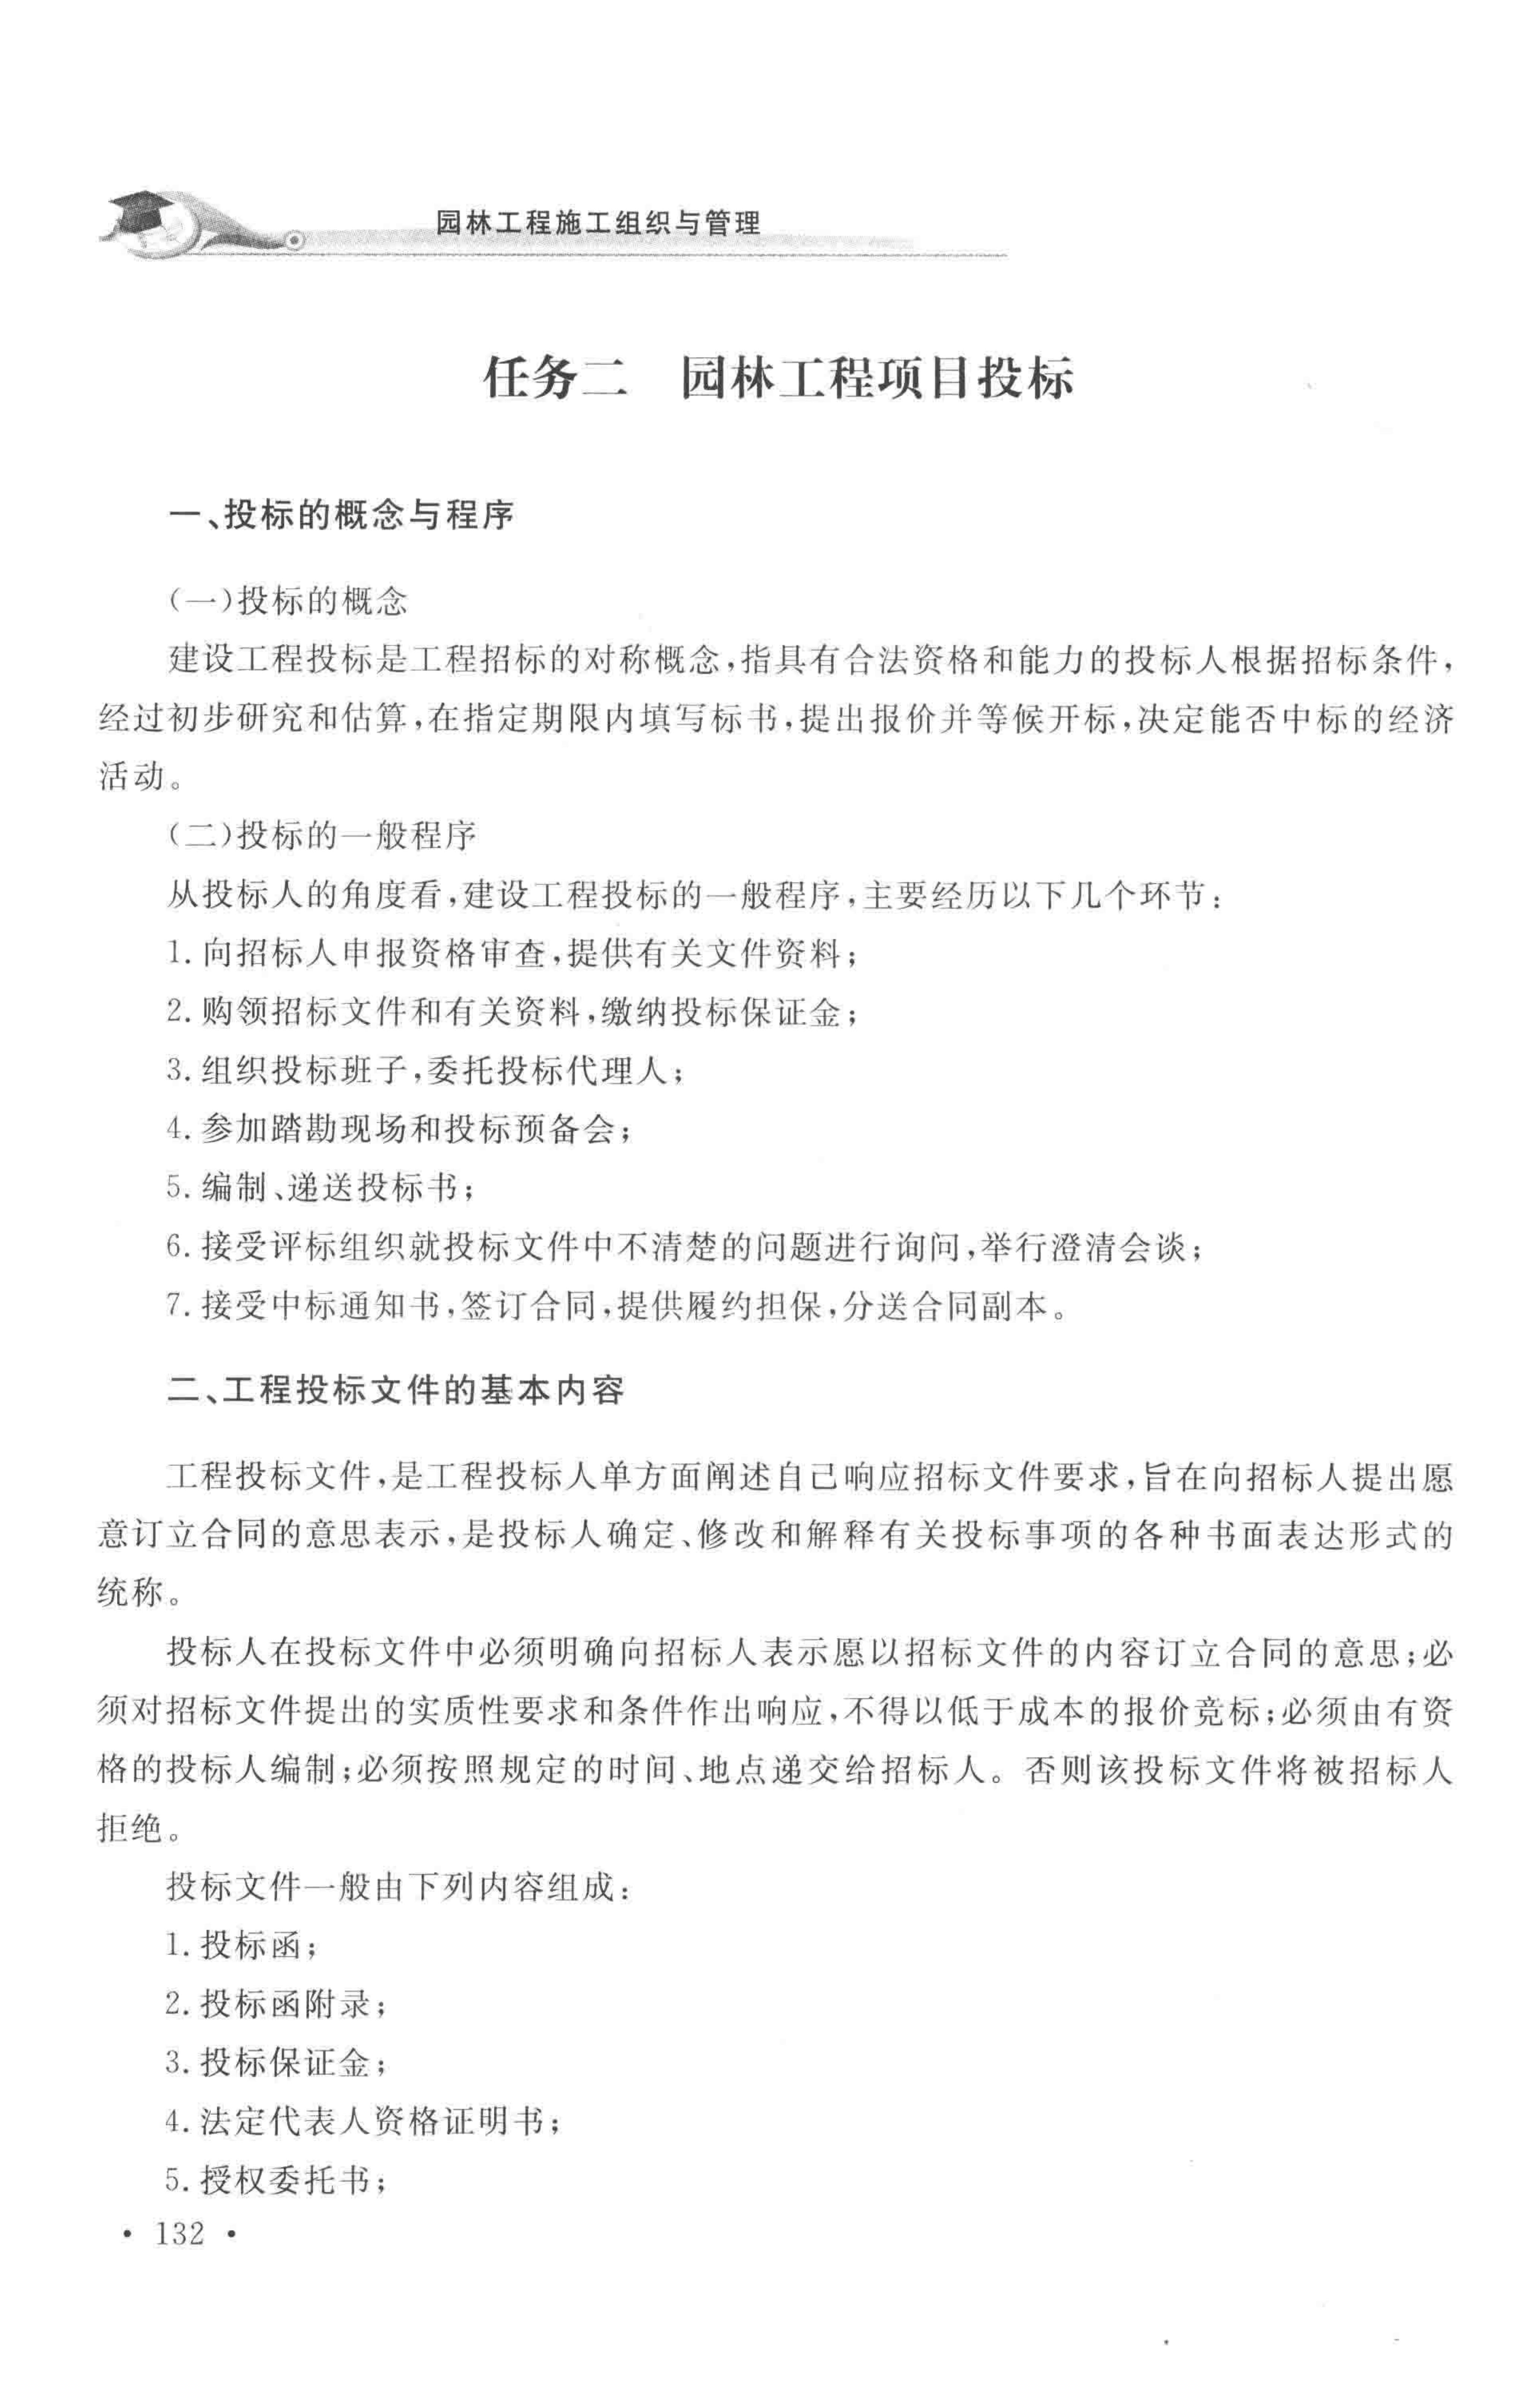 园林工程施工组织与管理
任务二 园林工程项目投标
一、投标的概念与程序
(一)投标的概念
建设工程投标是工程招标的对称概念,指具有合法资格和能力的投标人根据招标条件,
经过初步研究和估算,在指定期限内填写标书,提出报价并等候开标,决定能否中标的经济
活动。
(二)投标的一般程序
从投标人的角度看,建设工程投标的一般程序,主要经历以下几个环节:
1.向招标人申报资格审查,提供有关文件资料;
2.购领招标文件和有关资料,缴纳投标保证金;
3.组织投标班子,委托投标代理人;
4.参加踏勘现场和投标预备会;
5.编制、递送投标书;
6.接受评标组织就投标文件中不清楚的问题进行询问,举行澄清会谈;
7.接受中标通知书,签订合同,提供履约担保,分送合同副本。
二、工程投标文件的基本内容
工程投标文件,是工程投标人单方面阐述自己响应招标文件要求,旨在向招标人提出愿
意订立合同的意思表示,是投标人确定、修改和解释有关投标事项的各种书面表达形式的
统称。
投标人在投标文件中必须明确向招标人表示愿以招标文件的内容订立合同的意思;必
须对招标文件提出的实质性要求和条件作出响应,不得以低于成本的报价竞标;必须由有资
格的投标人编制;必须按照规定的时间、地点递交给招标人。否则该投标文件将被招标人
拒绝。
投标文件一般由下列内容组成:
1.投标函;
2.投标函附录;
3.投标保证金;
4.法定代表人资格证明书;
5.授权委托书;
• 132 •